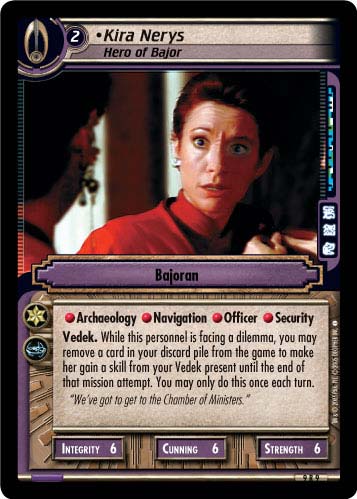 2
•Kira Nerys
Hero of Bajor
Bajoran
Archaeology Navigation Officer Security
Vedek. While this personnel is facing a dilemma, you may
remove a card in your discard pile from the game to make
her gain a skill from your Vedek present until the end
of that mission attempt. You may only do this once each turn.
"We've got to get to the Chamber of Ministers."
INTEGRITY 6 CUNNING 6 STRENGTH 6
9 R 9